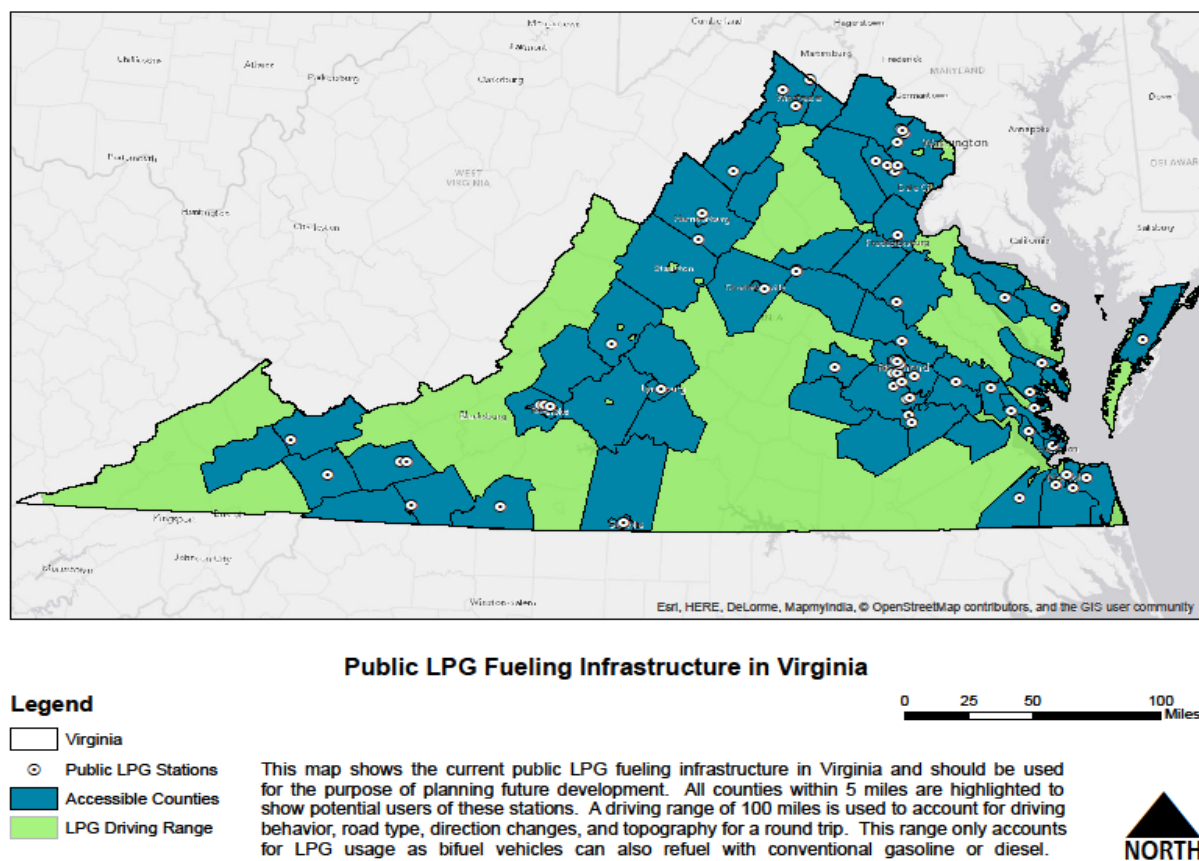 Cumberland
Hagerstown
Morgantown
Martinsburg
Fairmont
Frederick
Athens
Parkersburg
Clarksburg
MARYLAND
Germantown
Dover
Annapolis
Washington
DELAWARE
WEST
VIRGINIA
Huntington
Dale City
Charleston
Harrisonburg
California
Salisbury
Fredericksburg
Staunton
Charlottesville
Richmond
Lynchburg
Blacksburg
Kingsport
Johnson City
Winston-Salem
Esri, HERE, DeLorme, MapmyIndia, © OpenStreetMap contributors, and the GIS user community
Public LPG Fueling Infrastructure in Virginia
Legend
0 25 50 100
Miles
Virginia
Public LPG Stations
Accessible Counties
LPG Driving Range
This map shows the current public LPG fueling infrastructure in Virginia and should be used
for the purpose of planning future development. All counties within 5 miles are highlighted to
show potential users of these stations. A driving range of 100 miles is used to account for driving
behavior, road type, direction changes, and topography for a round trip. This range only accounts
for LPG usage as bifuel vehicles can also refuel with conventional gasoline or diesel.
NORTH